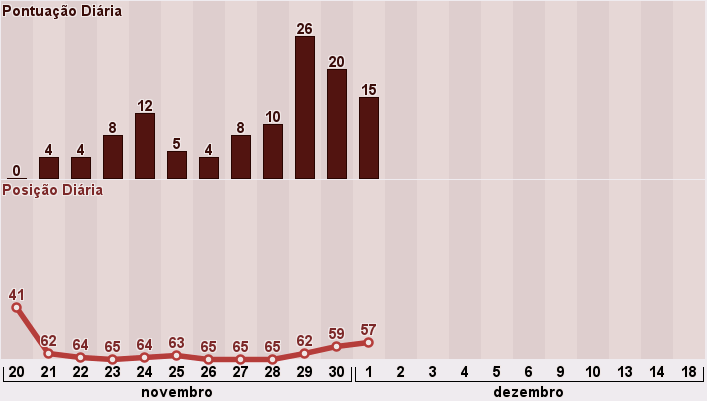 Pontuação Diária
0 4 4 8 12 5 4 8 10 26 20 15
Posição Diária
41 62 64 65 64 63 65 65 65 62 59 57
20 21 22 23 24 25 26 27 28 29 30 1 2 3 4 5 6 9 10 13 14 18
novembro dezembro